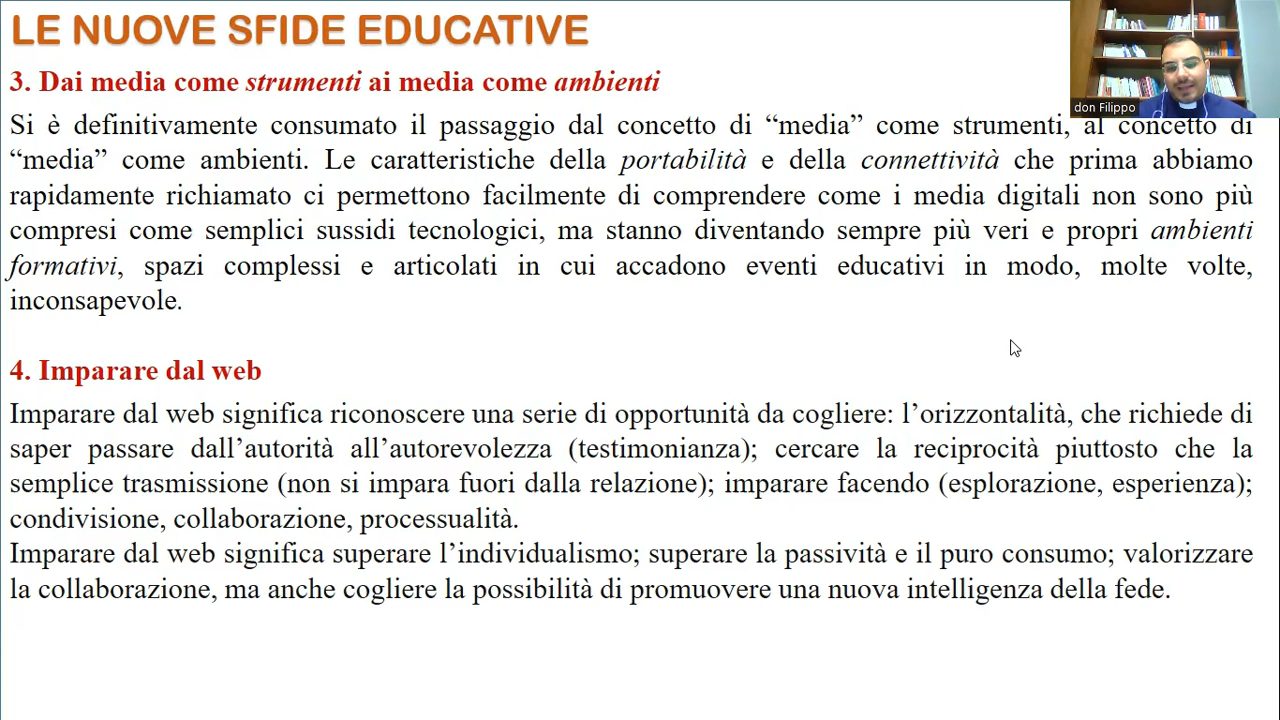 LE NUOVE SFIDE EDUCATIVE
don Filippo
3. Dai media come strumenti ai media come ambienti
Si è definitivamente consumato il passaggio dal concetto di “media” come strumenti, al concetto di
“media” come ambienti. Le caratteristiche della portabilità e della connettività che prima abbiamo
rapidamente richiamato ci permettono facilmente di comprendere come i media digitali non sono più
compresi come semplici sussidi tecnologici, ma stanno diventando sempre più veri e propri ambienti
formativi, spazi complessi e articolati in cui accadono eventi educativi in modo, molte volte,
inconsapevole.
4. Imparare dal web
Imparare dal web significa riconoscere una serie di opportunità da cogliere: l’orizzontalità, che richiede di
saper passare dall’autorità all’autorevolezza (testimonianza); cercare la reciprocità piuttosto che la
semplice trasmissione (non si impara fuori dalla relazione); imparare facendo (esplorazione, esperienza);
condivisione, collaborazione, processualità.
Imparare dal web significa superare l’individualismo; superare la passività e il puro consumo; valorizzare
la collaborazione, ma anche cogliere la possibilità di promuovere una nuova intelligenza della fede.